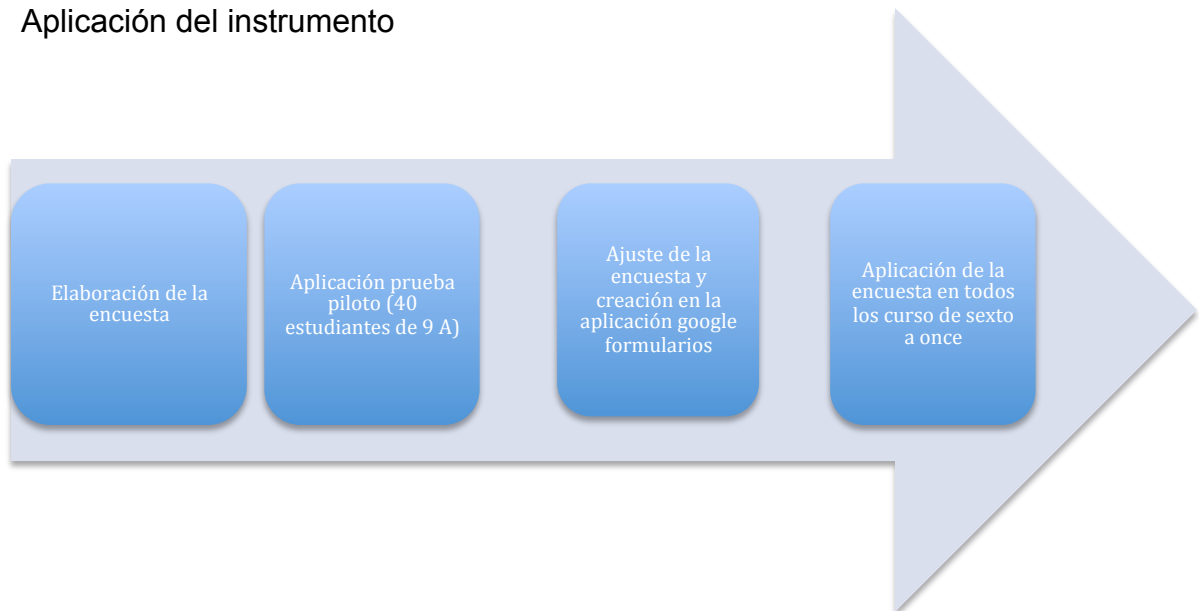 Aplicación del instrumento
Elaboración de la
encuesta
Aplicación prueba
piloto (40
estudiantes de 9 A)
Ajuste de la
encuesta y
creación en la
aplicación google
formularios
Aplicación de la
encuesta en todos
los curso de sexto
a once